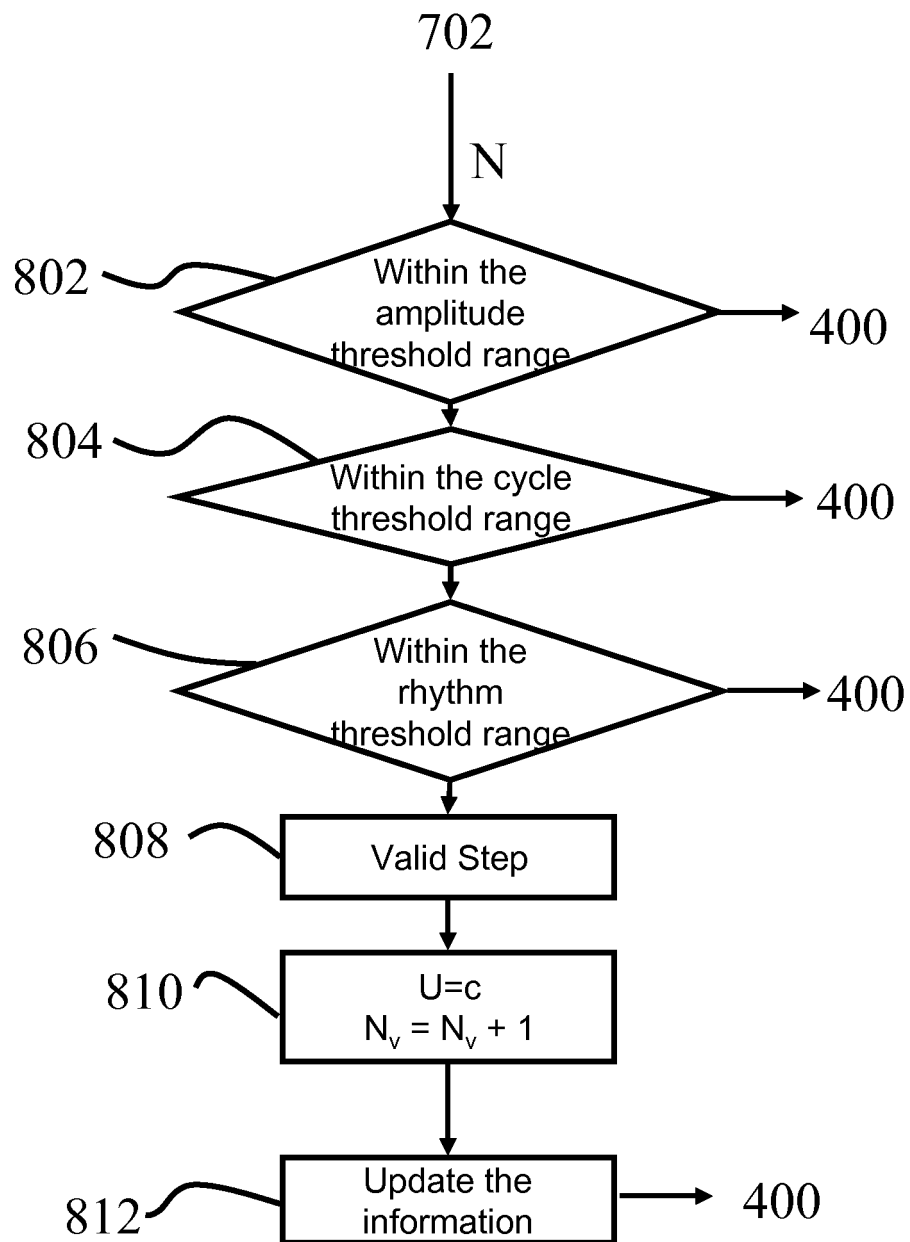 702
N
802
Within the
amplitude
threshold range
400
804
Within the cycle
threshold range
400
806
Within the
rhythm
threshold range
400
808
Valid Step
810
U=c
Nᵥ = Nᵥ + 1
812
Update the
information
400